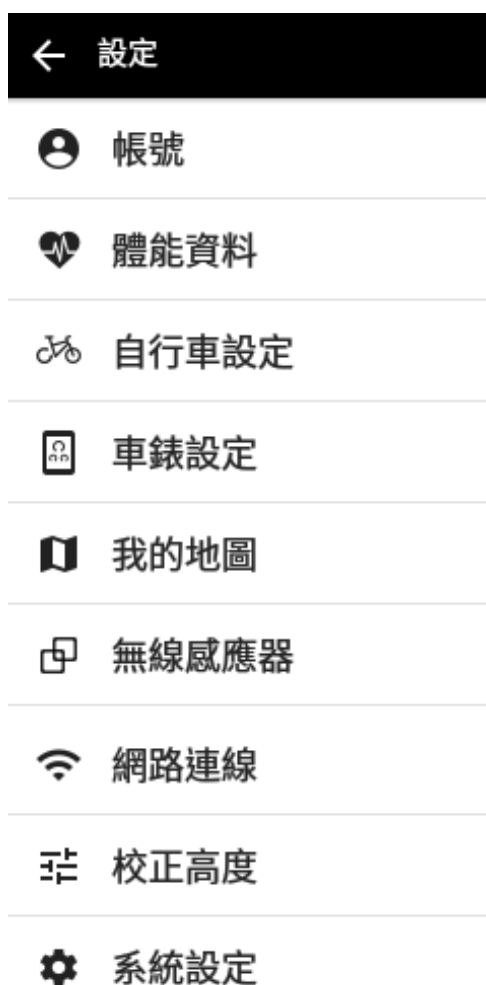 設定
帳號
體能資料
自行車設定
車錶設定
我的地圖
無線感應器
網路連線
校正高度
系統設定